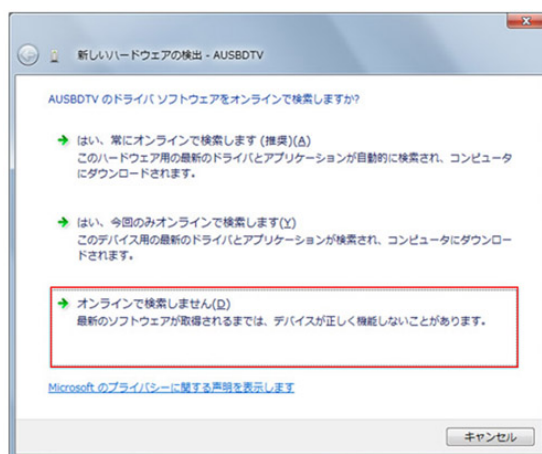 新しいハードウェアの検出 - AUSBDTV
AUSBDTV のドライバ ソフトウェアをオンラインで検索しますか?
はい、常にオンラインで検索します (推奨)(A)
このハードウェア用の最新のドライバとアプリケーションが自動的に検索され、コンピュータ
にダウンロードされます。
はい、今回のみオンラインで検索します(Y)
このデバイス用の最新のドライバとアプリケーションが検索され、コンピュータにダウンロー
ドされます。
オンラインで検索しません(D)
最新のソフトウェアが取得されるまでは、デバイスが正しく機能しないことがあります。
Microsoft のプライバシーに関する声明を表示します
キャンセル